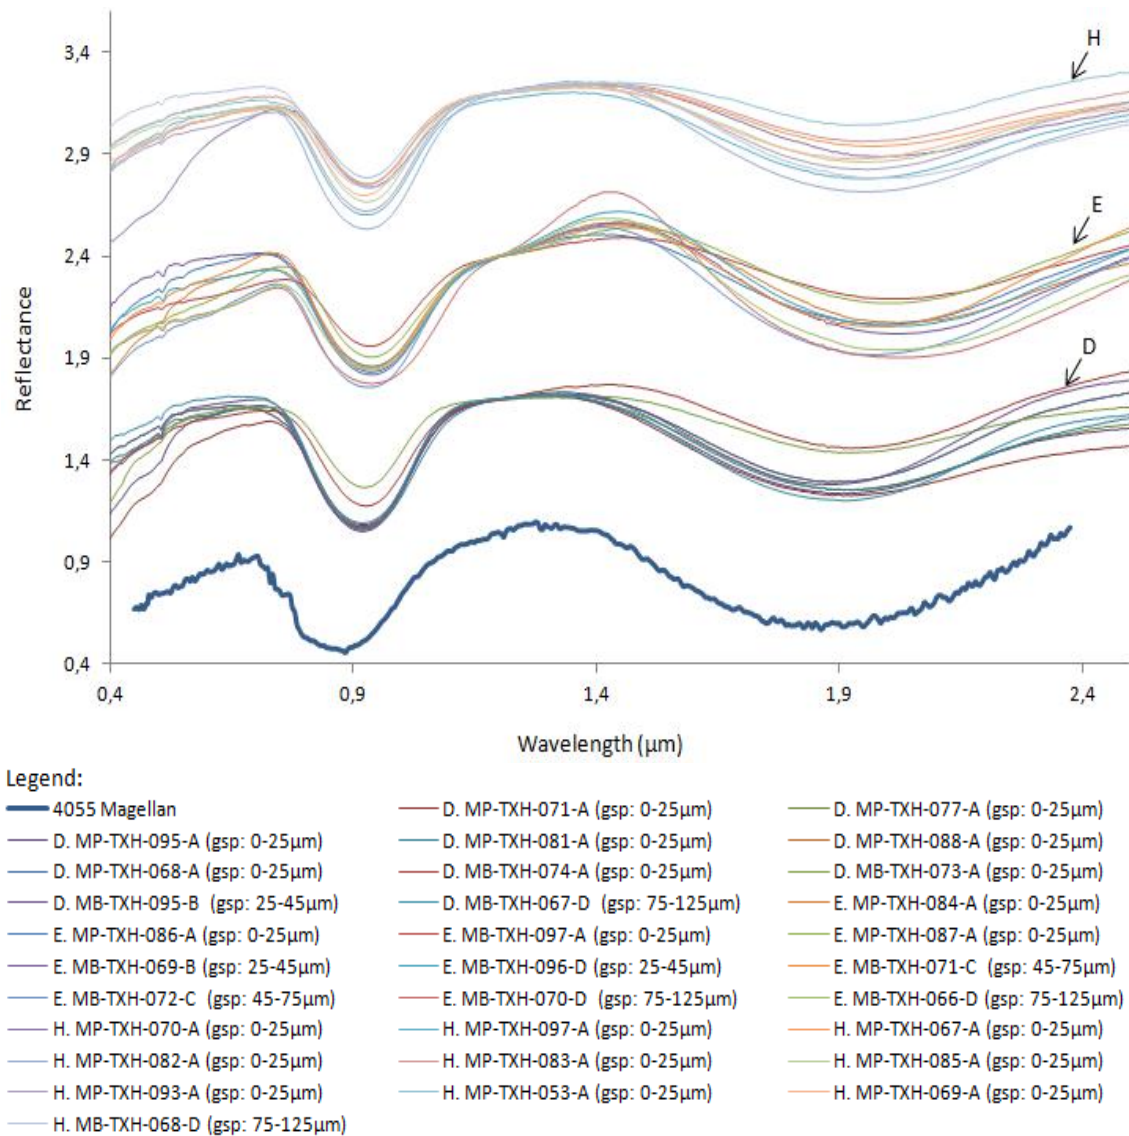 3,4
H
2,9
E
2,4
Reflectance
1,9
D
1,4
0,9
0,4
0,4 0,9 1,4 1,9 2,4
Wavelength (µm)
Legend:
4055 Magellan D. MP-TXH-071-A (gsp: 0-25µm) D. MP-TXH-077-A (gsp: 0-25µm)
D. MP-TXH-095-A (gsp: 0-25µm) D. MP-TXH-081-A (gsp: 0-25µm) D. MP-TXH-088-A (gsp: 0-25µm)
D. MP-TXH-068-A (gsp: 0-25µm) D. MB-TXH-074-A (gsp: 0-25µm) D. MB-TXH-073-A (gsp: 0-25µm)
D. MB-TXH-095-B (gsp: 25-45µm) D. MB-TXH-067-D (gsp: 75-125µm) E. MP-TXH-084-A (gsp: 0-25µm)
E. MP-TXH-086-A (gsp: 0-25µm) E. MB-TXH-097-A (gsp: 0-25µm) E. MP-TXH-087-A (gsp: 0-25µm)
E. MB-TXH-069-B (gsp: 25-45µm) E. MB-TXH-096-D (gsp: 25-45µm) E. MB-TXH-071-C (gsp: 45-75µm)
E. MB-TXH-072-C (gsp: 45-75µm) E. MB-TXH-070-D (gsp: 75-125µm) E. MB-TXH-066-D (gsp: 75-125µm)
H. MP-TXH-070-A (gsp: 0-25µm) H. MP-TXH-097-A (gsp: 0-25µm) H. MP-TXH-067-A (gsp: 0-25µm)
H. MP-TXH-082-A (gsp: 0-25µm) H. MP-TXH-083-A (gsp: 0-25µm) H. MP-TXH-085-A (gsp: 0-25µm)
H. MP-TXH-093-A (gsp: 0-25µm) H. MP-TXH-053-A (gsp: 0-25µm) H. MP-TXH-069-A (gsp: 0-25µm)
H. MB-TXH-068-D (gsp: 75-125µm)